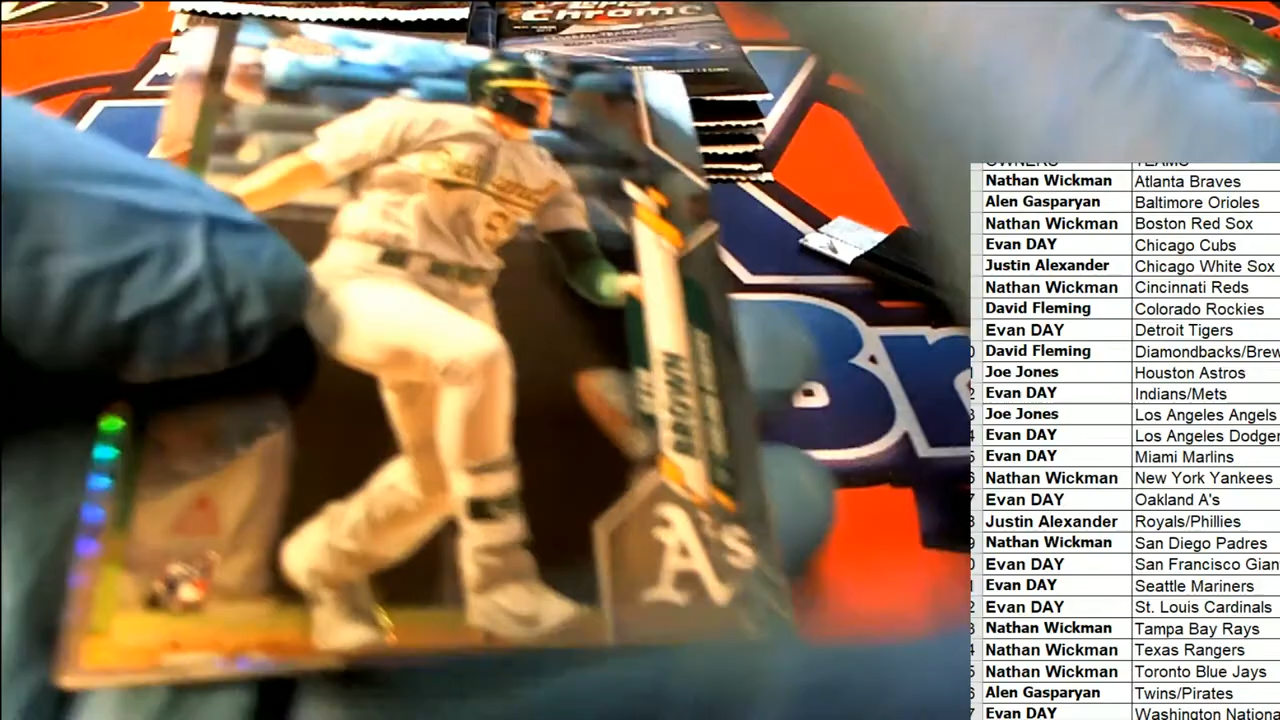 Chrome
Oakland
BROWN
A's
Br
OWNERS TEAMS
Nathan Wickman Atlanta Braves
Alen Gasparyan Baltimore Orioles
Nathan Wickman Boston Red Sox
Evan DAY Chicago Cubs
Justin Alexander Chicago White Sox
Nathan Wickman Cincinnati Reds
David Fleming Colorado Rockies
Evan DAY Detroit Tigers
David Fleming Diamondbacks/Brew
Joe Jones Houston Astros
Evan DAY Indians/Mets
Joe Jones Los Angeles Angels
Evan DAY Los Angeles Dodger
Evan DAY Miami Marlins
Nathan Wickman New York Yankees
Evan DAY Oakland A's
Justin Alexander Royals/Phillies
Nathan Wickman San Diego Padres
Evan DAY San Francisco Gian
Evan DAY Seattle Mariners
Evan DAY St. Louis Cardinals
Nathan Wickman Tampa Bay Rays
Nathan Wickman Texas Rangers
Nathan Wickman Toronto Blue Jays
Alen Gasparyan Twins/Pirates
Evan DAY Washington Nationa